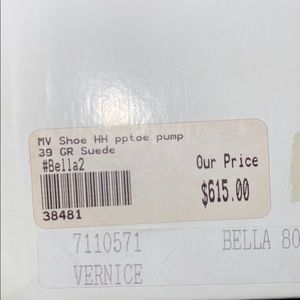 MV Shoe HH pptoe pump
39 GR Suede
#Bella2
Our Price
$615.00
38481
7110571 BELLA 80
VERNICE